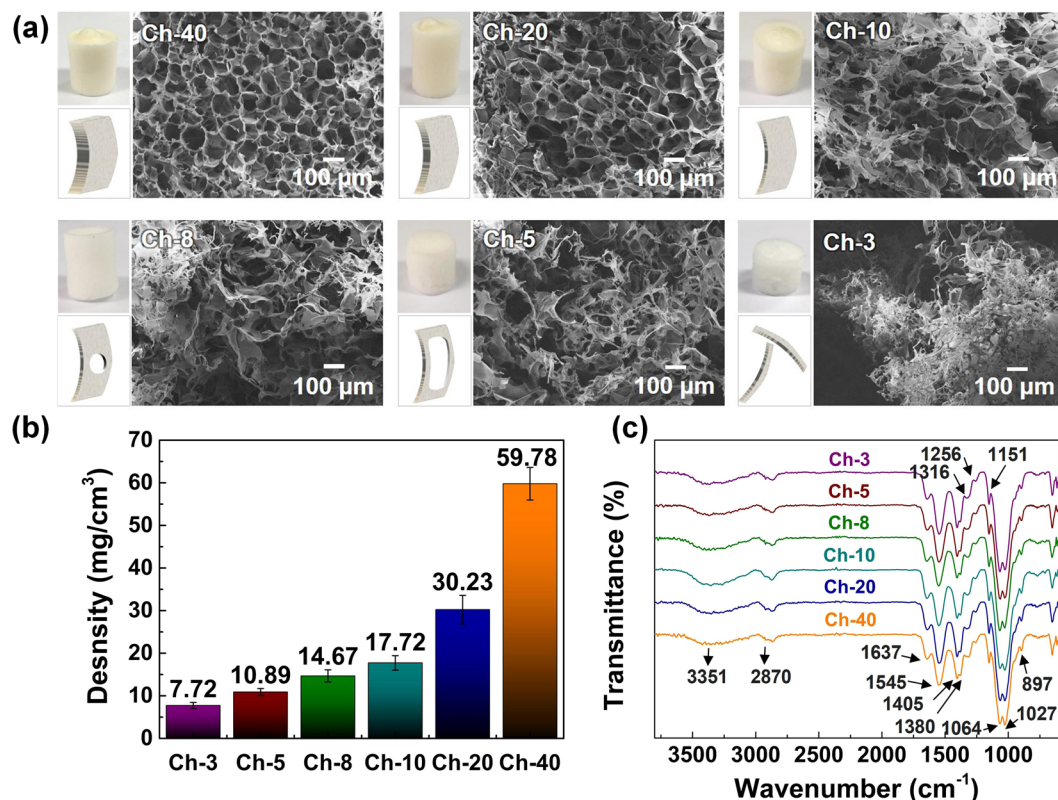 (a)
Ch-40
100 μm
Ch-20
100 μm
Ch-10
100 μm
Ch-8
100 μm
Ch-5
100 μm
Ch-3
100 μm
(b)
Desnsity (mg/cm³)
70
60
50
40
30
20
10
0
7.72
10.89
14.67
17.72
30.23
59.78
Ch-3 Ch-5 Ch-8 Ch-10 Ch-20 Ch-40
(c)
Transmittance (%)
1256
1316
1151
Ch-3
Ch-5
Ch-8
Ch-10
Ch-20
Ch-40
3351
2870
1637
1545
1405
1380
1064
1027
897
3500 3000 2500 2000 1500 1000
Wavenumber (cm⁻¹)